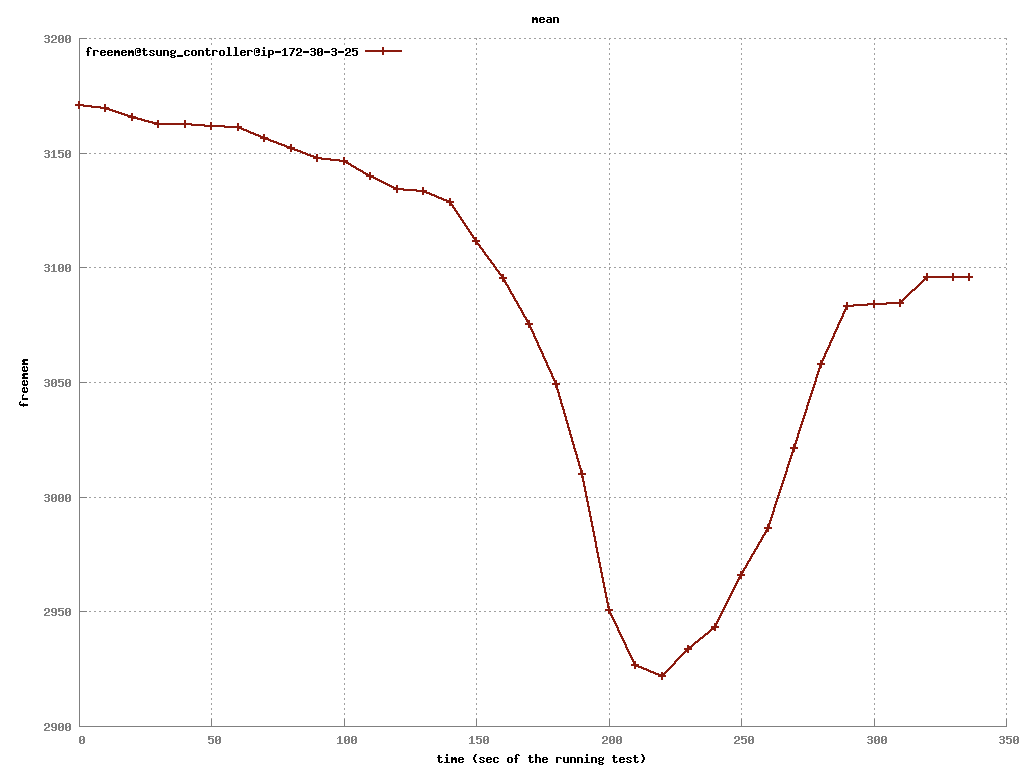 mean
3200
freemem@tsung_controller@ip-172-30-3-25
3150
3100
3050
freemem
3000
2950
2900
0 50 100 150 200 250 300 350
time (sec of the running test)